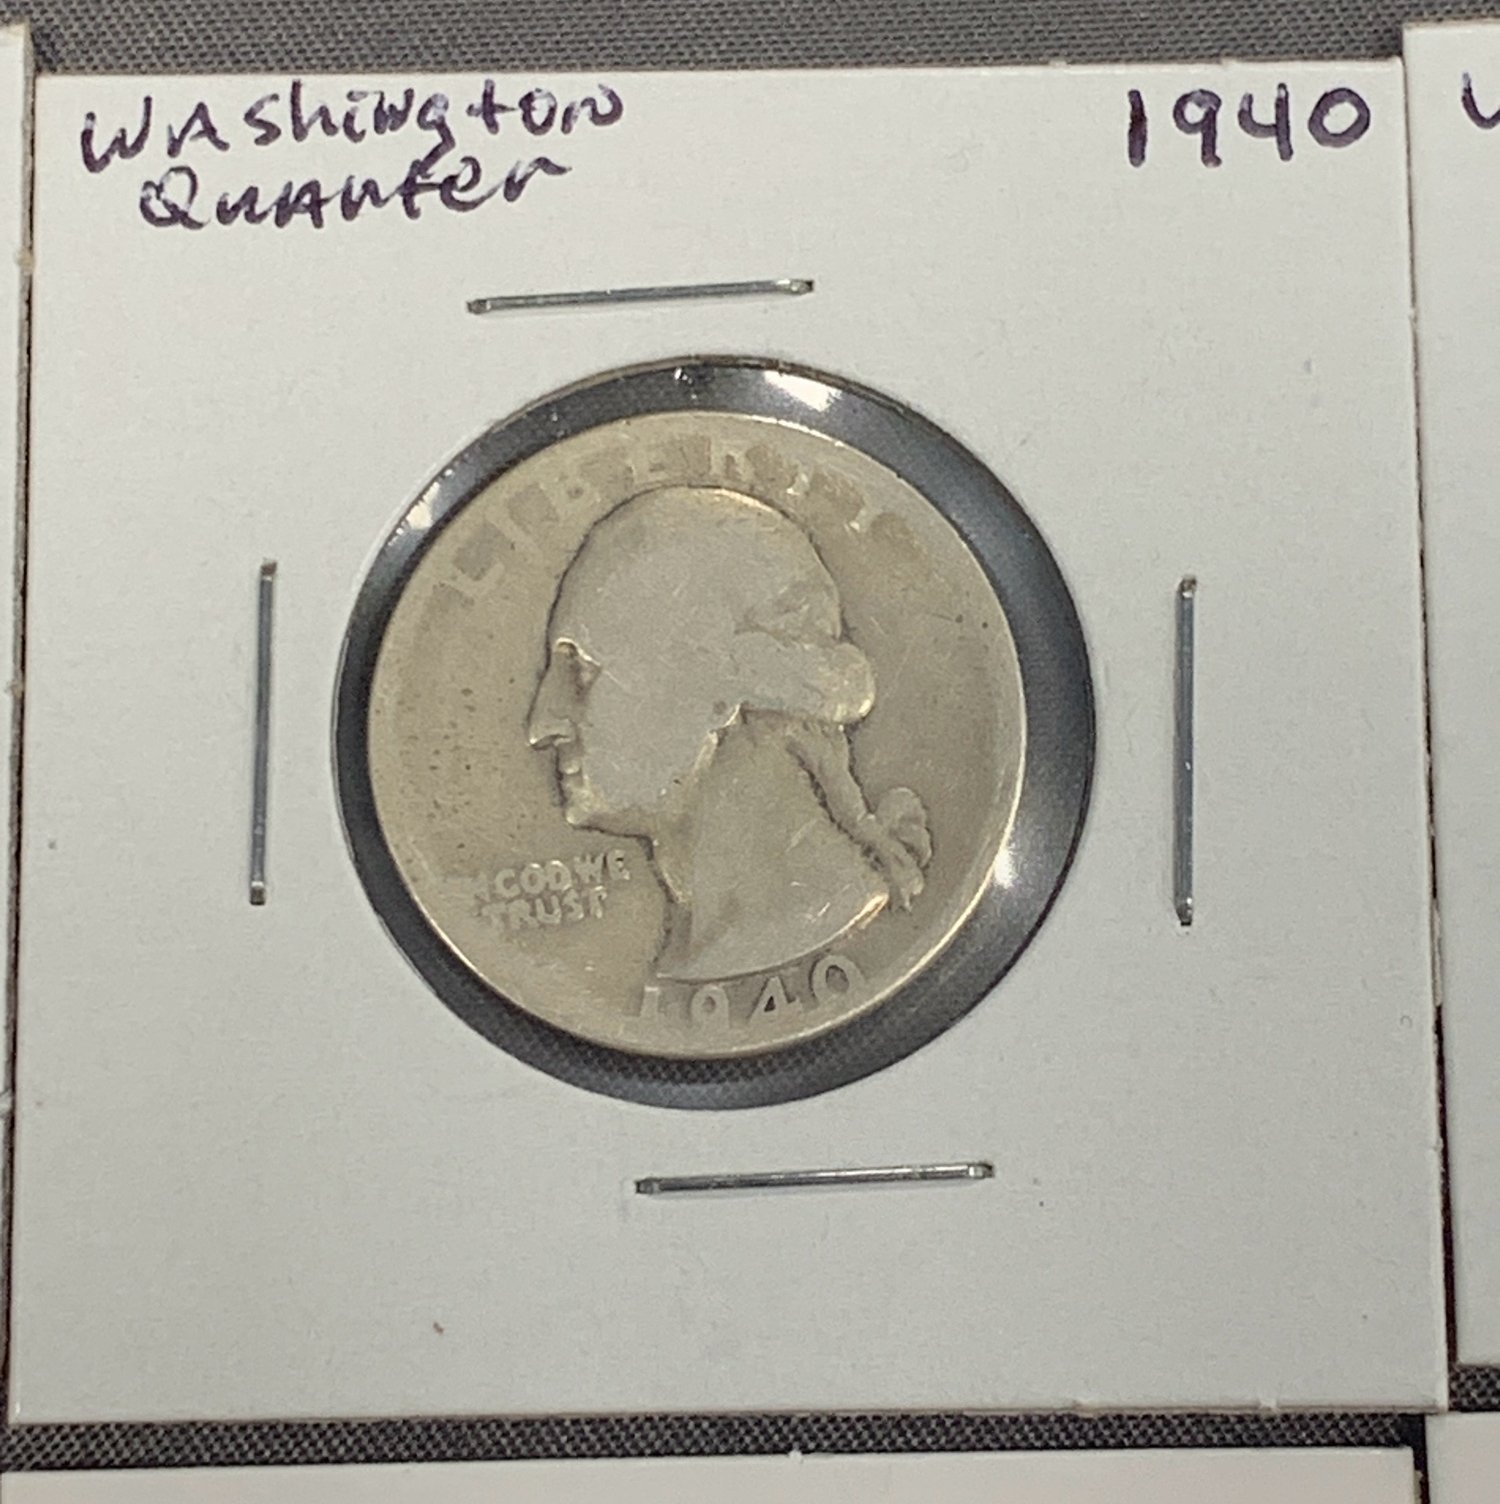 Washington 1940
Quarter
LIBERTY
IN GOD WE
TRUST
1940